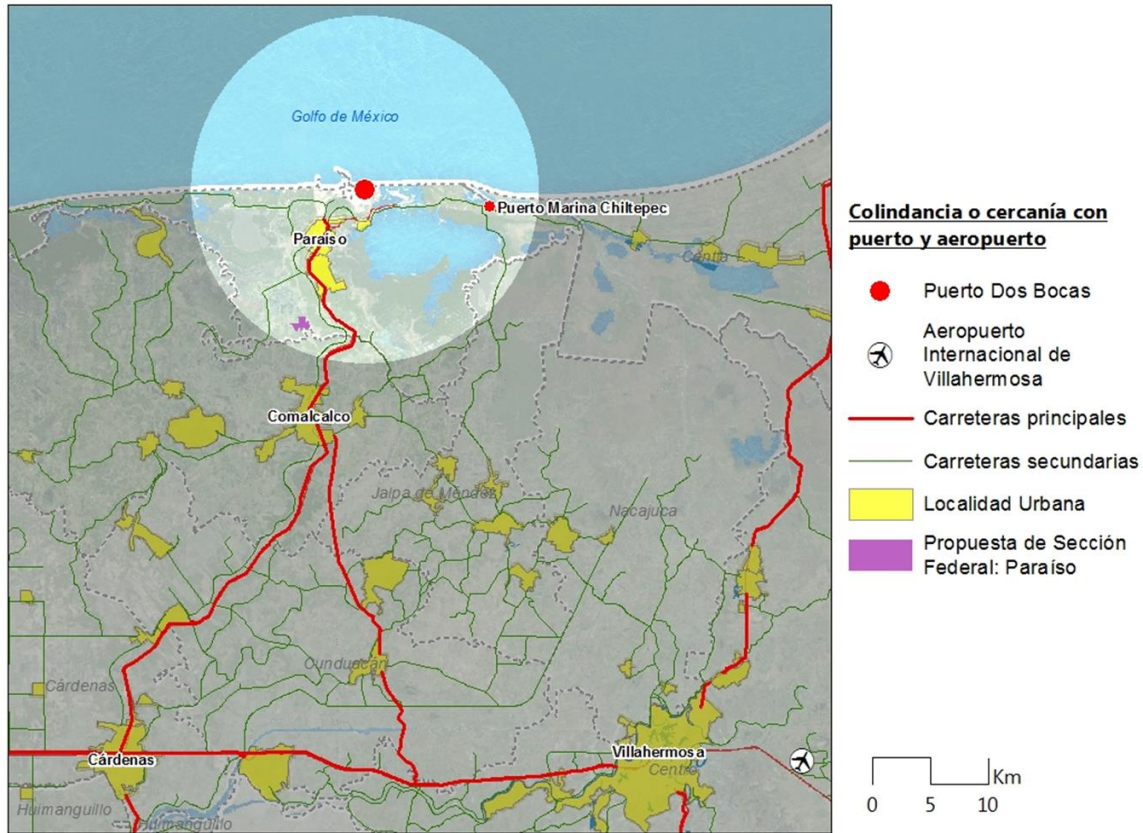 Golfo de México
Puerto Marina Chiltepec
Paraíso
Centla
Comalcalco
Jalpa de Méndez
Nacajuca
Cunduacán
Cárdenas
Cárdenas
Villahermosa
Centro
Huimanguillo
Huimanguillo
Colindancia o cercanía con
puerto y aeropuerto
Puerto Dos Bocas
Aeropuerto
Internacional de
Villahermosa
Carreteras principales
Carreteras secundarias
Localidad Urbana
Propuesta de Sección
Federal: Paraíso
Km
0 5 10